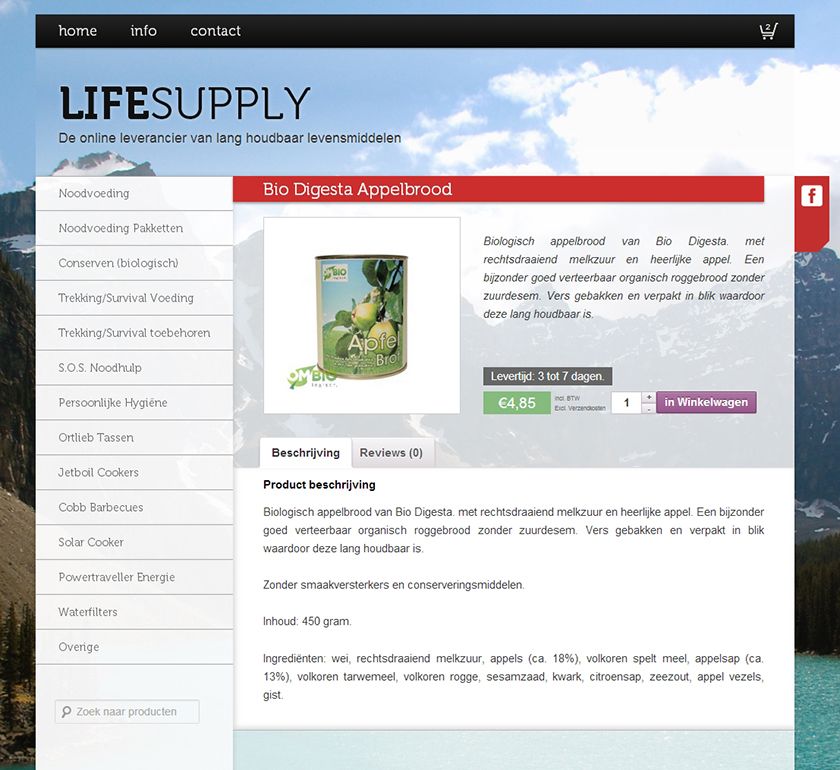 home info contact 2
LIFESUPPLY
De online leverancier van lang houdbaar levensmiddelen
Noodvoeding
Noodvoeding Pakketten
Conserven (biologisch)
Trekking/Survival Voeding
Trekking/Survival toebehoren
S.O.S. Noodhulp
Persoonlijke Hygiëne
Ortlieb Tassen
Jetboil Cookers
Cobb Barbecues
Solar Cooker
Powertraveller Energie
Waterfilters
Overige
Zoek naar producten
Bio Digesta Appelbrood
f
BIO
Apfel
Brot
OMBIO
Biologisch appelbrood van Bio Digesta. met
rechtsdraaiend melkzuur en heerlijke appel. Een
bijzonder goed verteerbaar organisch roggebrood zonder
zuurdesem. Vers gebakken en verpakt in blik waardoor
deze lang houdbaar is.
Levertijd: 3 tot 7 dagen.
€4,85
incl. BTW
Excl. Verzendkosten
1 + -
in Winkelwagen
Beschrijving Reviews (0)
Product beschrijving
Biologisch appelbrood van Bio Digesta. met rechtsdraaiend melkzuur en heerlijke appel. Een bijzonder
goed verteerbaar organisch roggebrood zonder zuurdesem. Vers gebakken en verpakt in blik
waardoor deze lang houdbaar is.
Zonder smaakversterkers en conserveringsmiddelen.
Inhoud: 450 gram.
Ingrediënten: wei, rechtsdraaiend melkzuur, appels (ca. 18%), volkoren spelt meel, appelsap (ca.
13%), volkoren tarwemeel, volkoren rogge, sesamzaad, kwark, citroensap, zeezout, appel vezels,
gist.